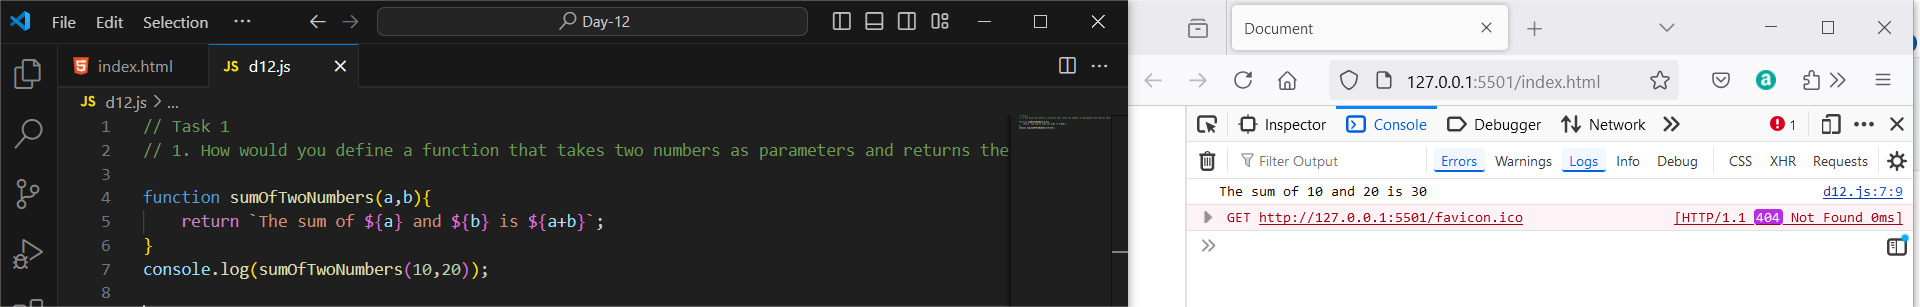 File Edit Selection ... Day-12
index.html JS d12.js
JS d12.js > ...
1 // Task 1
2 // 1. How would you define a function that takes two numbers as parameters and returns the
3
4 function sumOfTwoNumbers(a,b){
5 return `The sum of ${a} and ${b} is ${a+b}`;
6 }
7 console.log(sumOfTwoNumbers(10,20));
8
Document
127.0.0.1:5501/index.html
Inspector Console Debugger Network 1
Filter Output Errors Warnings Logs Info Debug CSS XHR Requests
The sum of 10 and 20 is 30 d12.js:7:9
GET http://127.0.0.1:5501/favicon.ico [HTTP/1.1 404 Not Found 0ms]